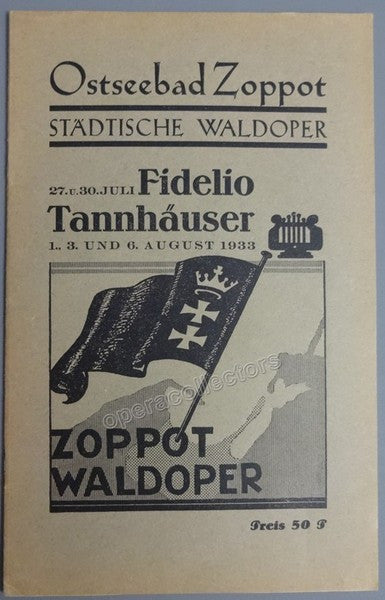 Ostseebad Zoppot
STÄDTISCHE WALDOPER
27. u. 30. JULI Fidelio
Tannhäuser
1., 3. UND 6. AUGUST 1933
operacollectors
ZOPPOT
WALDOPER
Preis 50 P